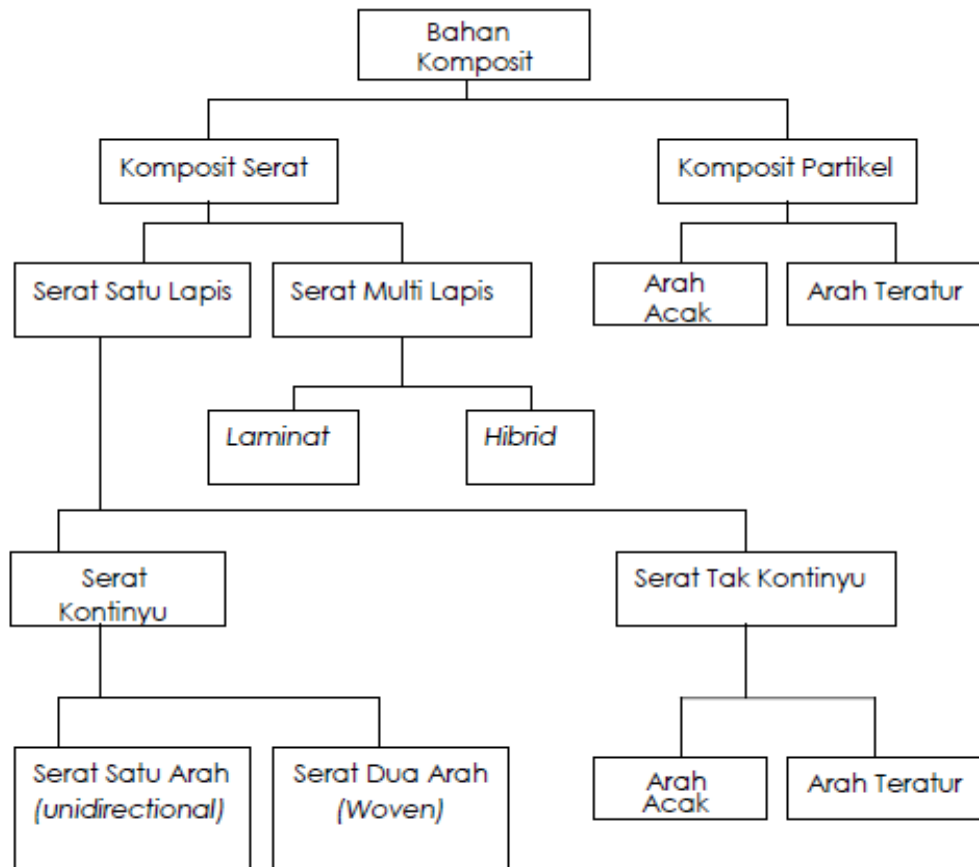 Bahan
Komposit
Komposit Serat
Komposit Partikel
Serat Satu Lapis
Serat Multi Lapis
Arah
Acak
Arah Teratur
Laminat
Hibrid
Serat
Kontinyu
Serat Tak Kontinyu
Serat Satu Arah
(unidirectional)
Serat Dua Arah
(Woven)
Arah
Acak
Arah Teratur